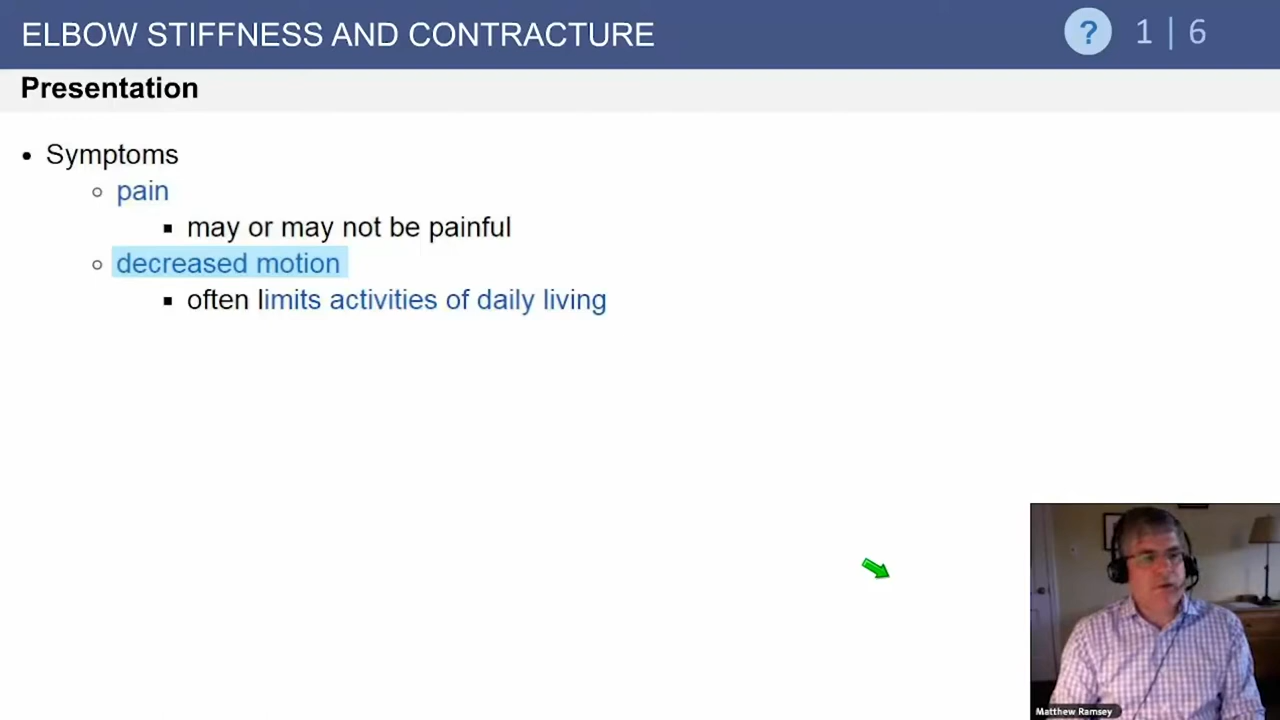 ELBOW STIFFNESS AND CONTRACTURE
? 1 | 6
Presentation
• Symptoms
○ pain
▪ may or may not be painful
○ decreased motion
▪ often limits activities of daily living
Matthew Ramsey